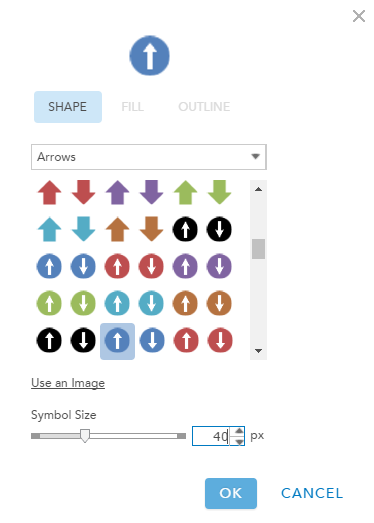 SHAPE FILL OUTLINE
Arrows
Use an Image
Symbol Size
40 px
OK CANCEL